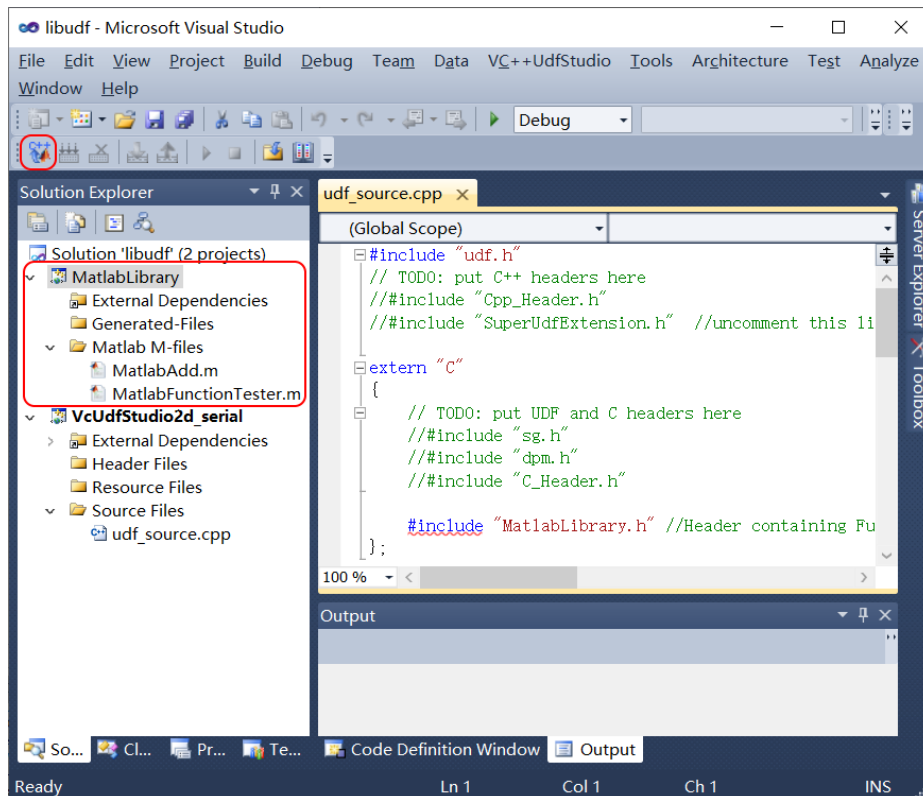 libudf - Microsoft Visual Studio
File Edit View Project Build Debug Team Data VC++UdfStudio Tools Architecture Test Analyze
Window Help
Debug
Solution Explorer
udf_source.cpp
(Global Scope)
Solution 'libudf' (2 projects)
MatlabLibrary
External Dependencies
Generated-Files
Matlab M-files
MatlabAdd.m
MatlabFunctionTester.m
VcUdfStudio2d_serial
External Dependencies
Header Files
Resource Files
Source Files
udf_source.cpp
#include "udf.h"
// TODO: put C++ headers here
//#include "Cpp_Header.h"
//#include "SuperUdfExtension.h" //uncomment this li
extern "C"
{
// TODO: put UDF and C headers here
//#include "sg.h"
//#include "dpm.h"
//#include "C_Header.h"
#include "MatlabLibrary.h" //Header containing Fu
};
100 %
Output
Server Explorer
Toolbox
So... Cl... Pr... Te...
Code Definition Window Output
Ready Ln 1 Col 1 Ch 1 INS